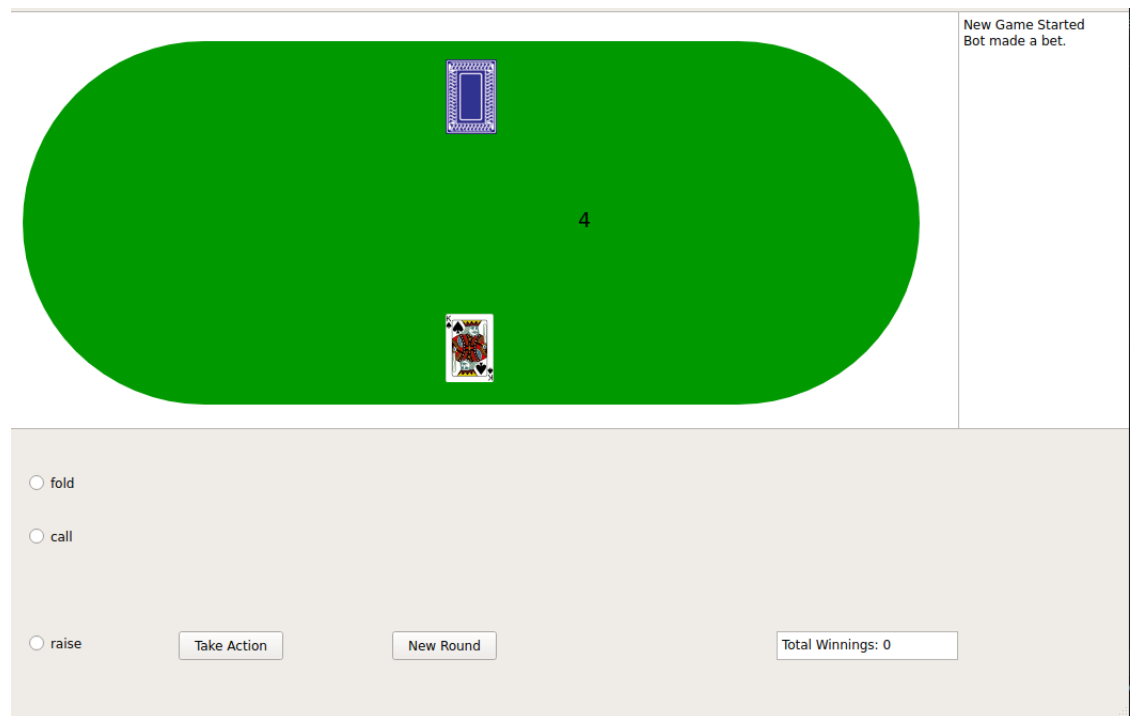 New Game Started
Bot made a bet.
4
K
K
fold
call
raise
Take Action
New Round
Total Winnings: 0